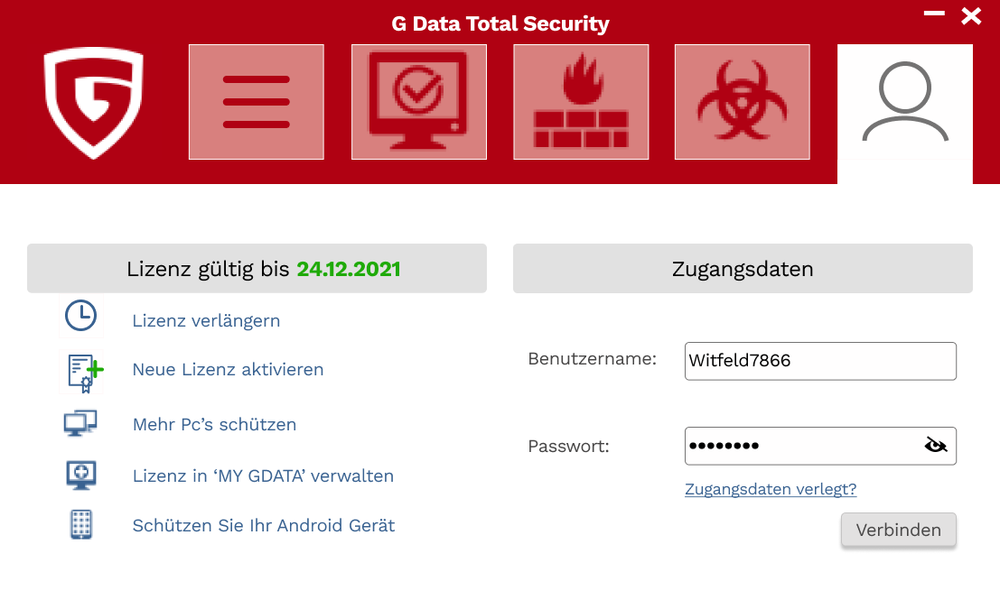 G Data Total Security
Lizenz gültig bis 24.12.2021
Lizenz verlängern
Neue Lizenz aktivieren
Mehr Pc’s schützen
Lizenz in ‘MY GDATA’ verwalten
Schützen Sie Ihr Android Gerät
Zugangsdaten
Benutzername: Witfeld7866
Passwort: ••••••••
Zugangsdaten verlegt?
Verbinden